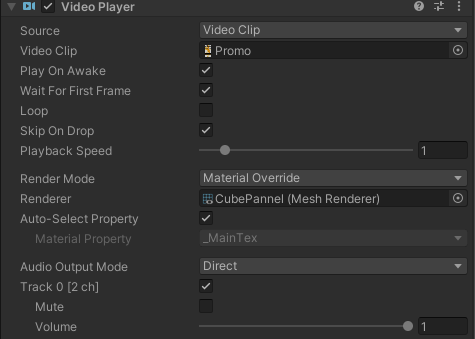 Video Player
Source Video Clip
Video Clip Promo
Play On Awake
Wait For First Frame
Loop
Skip On Drop
Playback Speed 1
Render Mode Material Override
Renderer CubePannel (Mesh Renderer)
Auto-Select Property
Material Property _MainTex
Audio Output Mode Direct
Track 0 [2 ch]
Mute
Volume 1